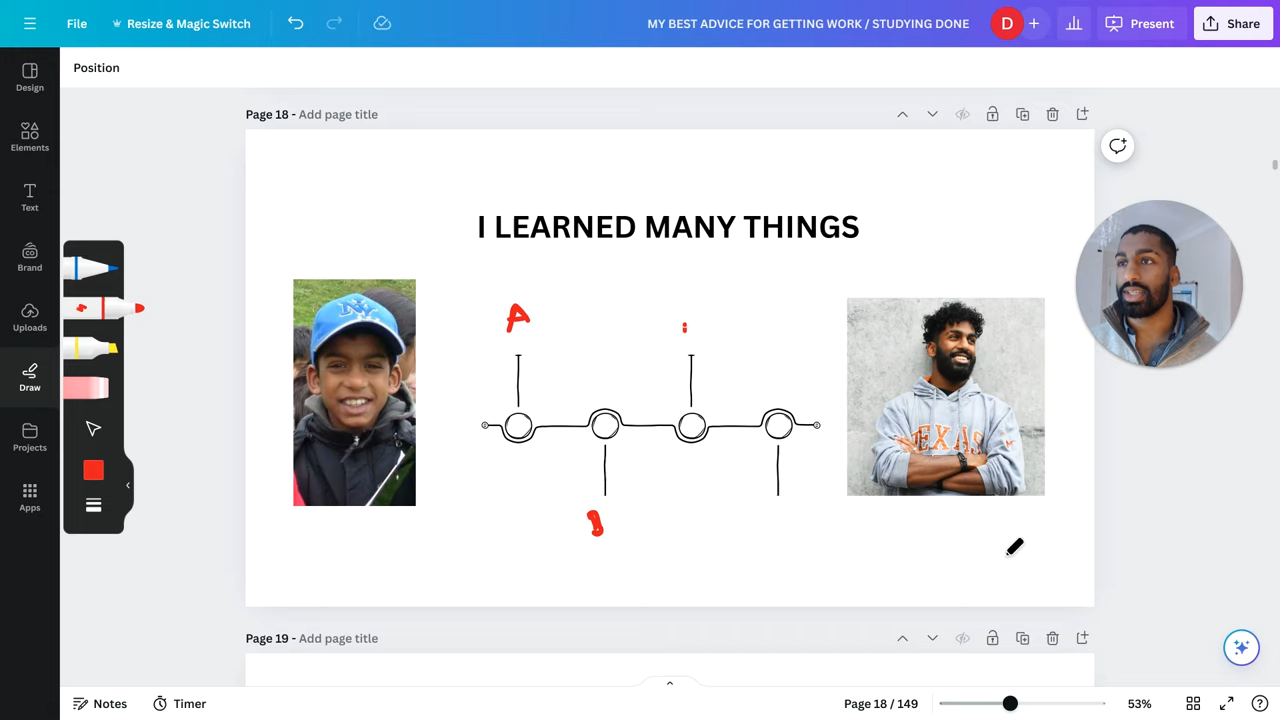 File
Resize & Magic Switch
MY BEST ADVICE FOR GETTING WORK / STUDYING DONE
D
Present
Share
Position
Design
Elements
Text
Brand
Uploads
Draw
Projects
Apps
Page 18 - Add page title
I LEARNED MANY THINGS
A
TEXAS
Page 19 - Add page title
Notes
Timer
Page 18 / 149
53%